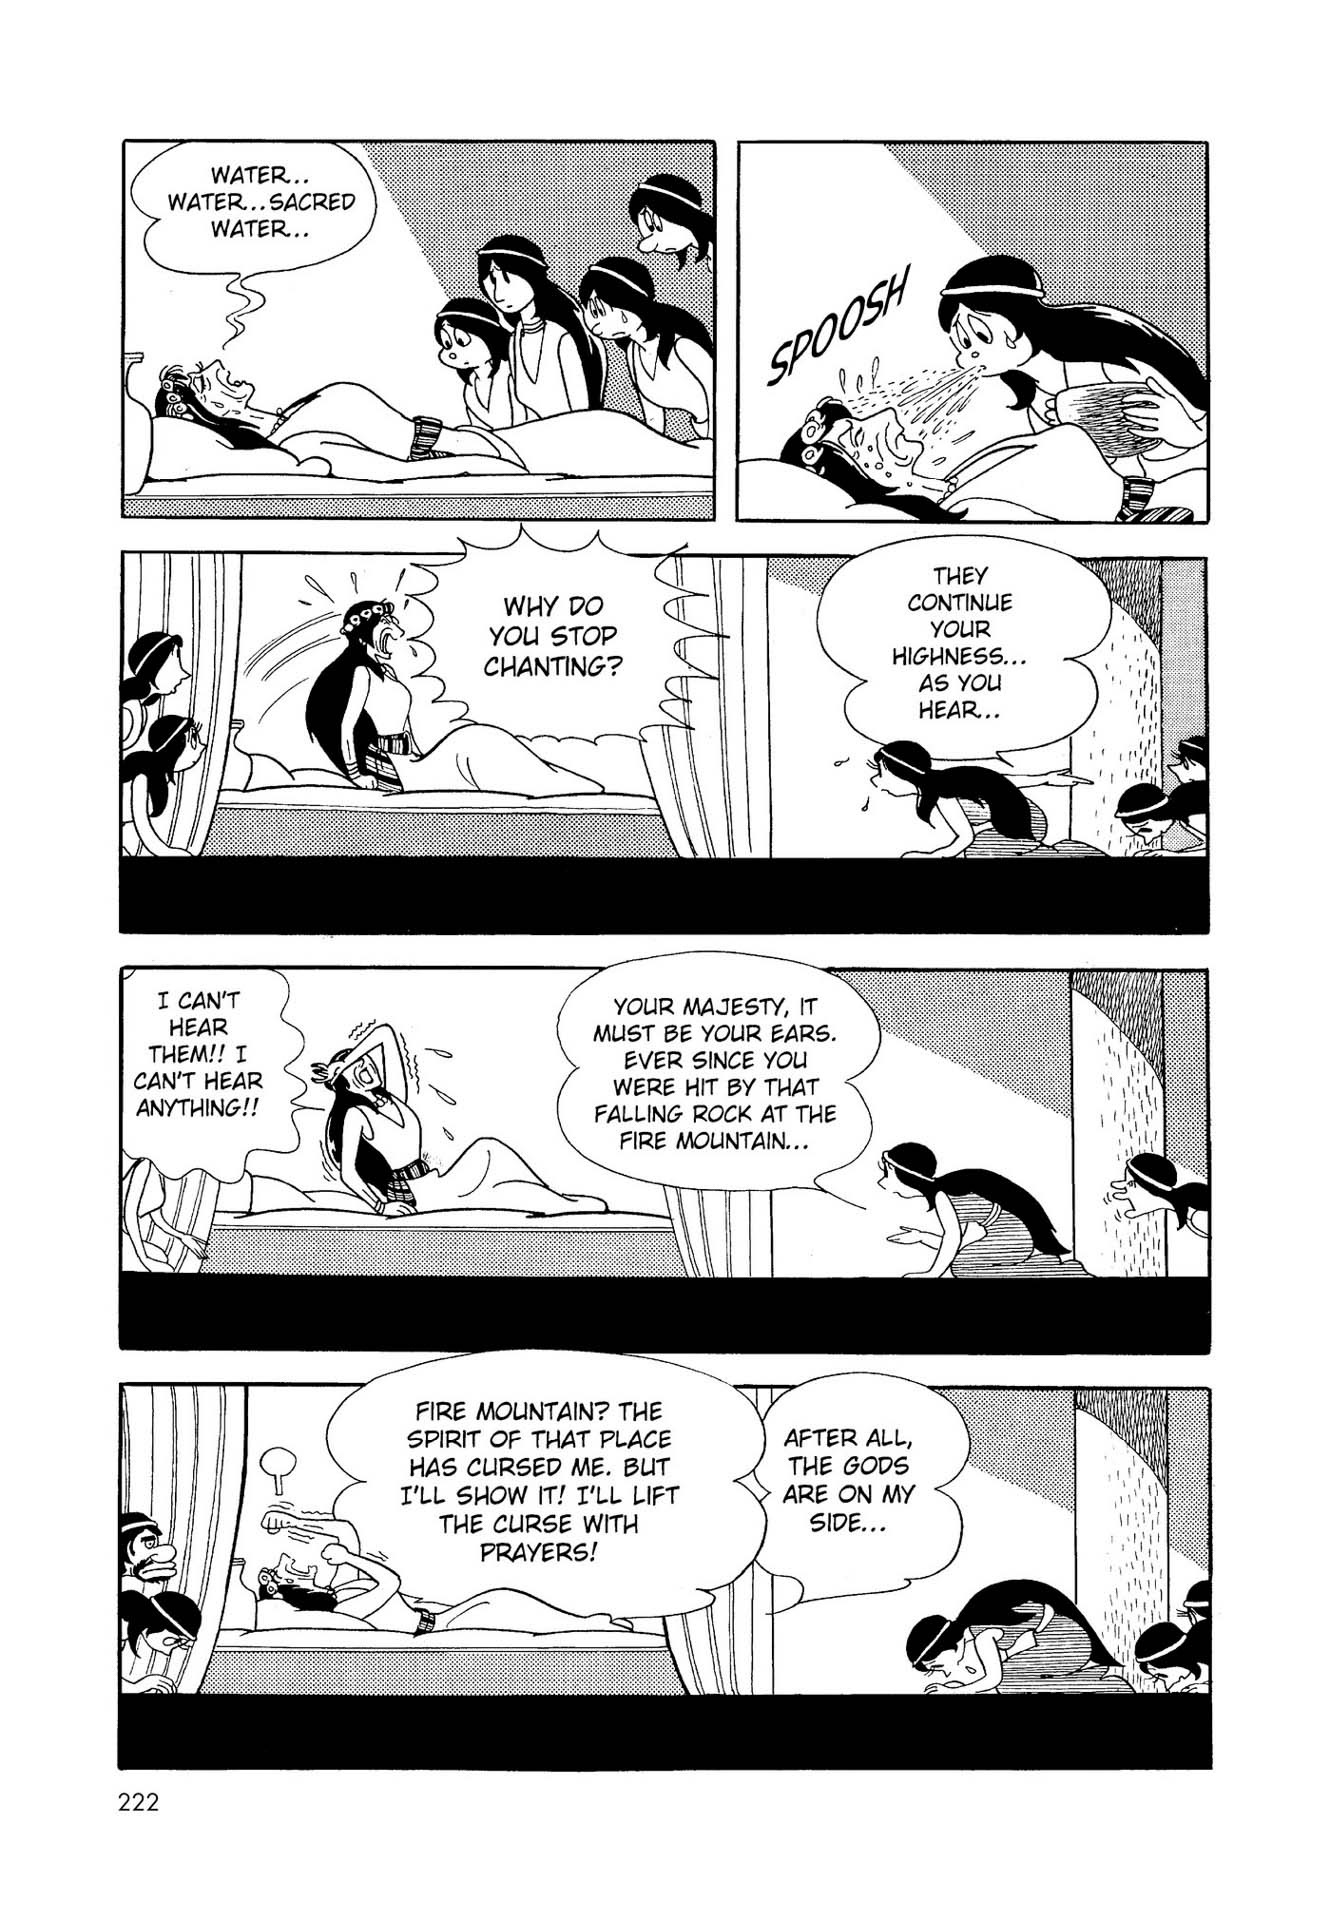 WATER...
WATER...SACRED
WATER...
SPOOSH
WHY DO
YOU STOP
CHANTING?
THEY
CONTINUE
YOUR
HIGHNESS...
AS YOU
HEAR...
I CAN'T
HEAR
THEM!! I
CAN'T HEAR
ANYTHING!!
YOUR MAJESTY, IT
MUST BE YOUR EARS.
EVER SINCE YOU
WERE HIT BY THAT
FALLING ROCK AT THE
FIRE MOUNTAIN...
FIRE MOUNTAIN? THE
SPIRIT OF THAT PLACE
HAS CURSED ME. BUT
I'LL SHOW IT! I'LL LIFT
THE CURSE WITH
PRAYERS!
AFTER ALL,
THE GODS
ARE ON MY
SIDE...
222